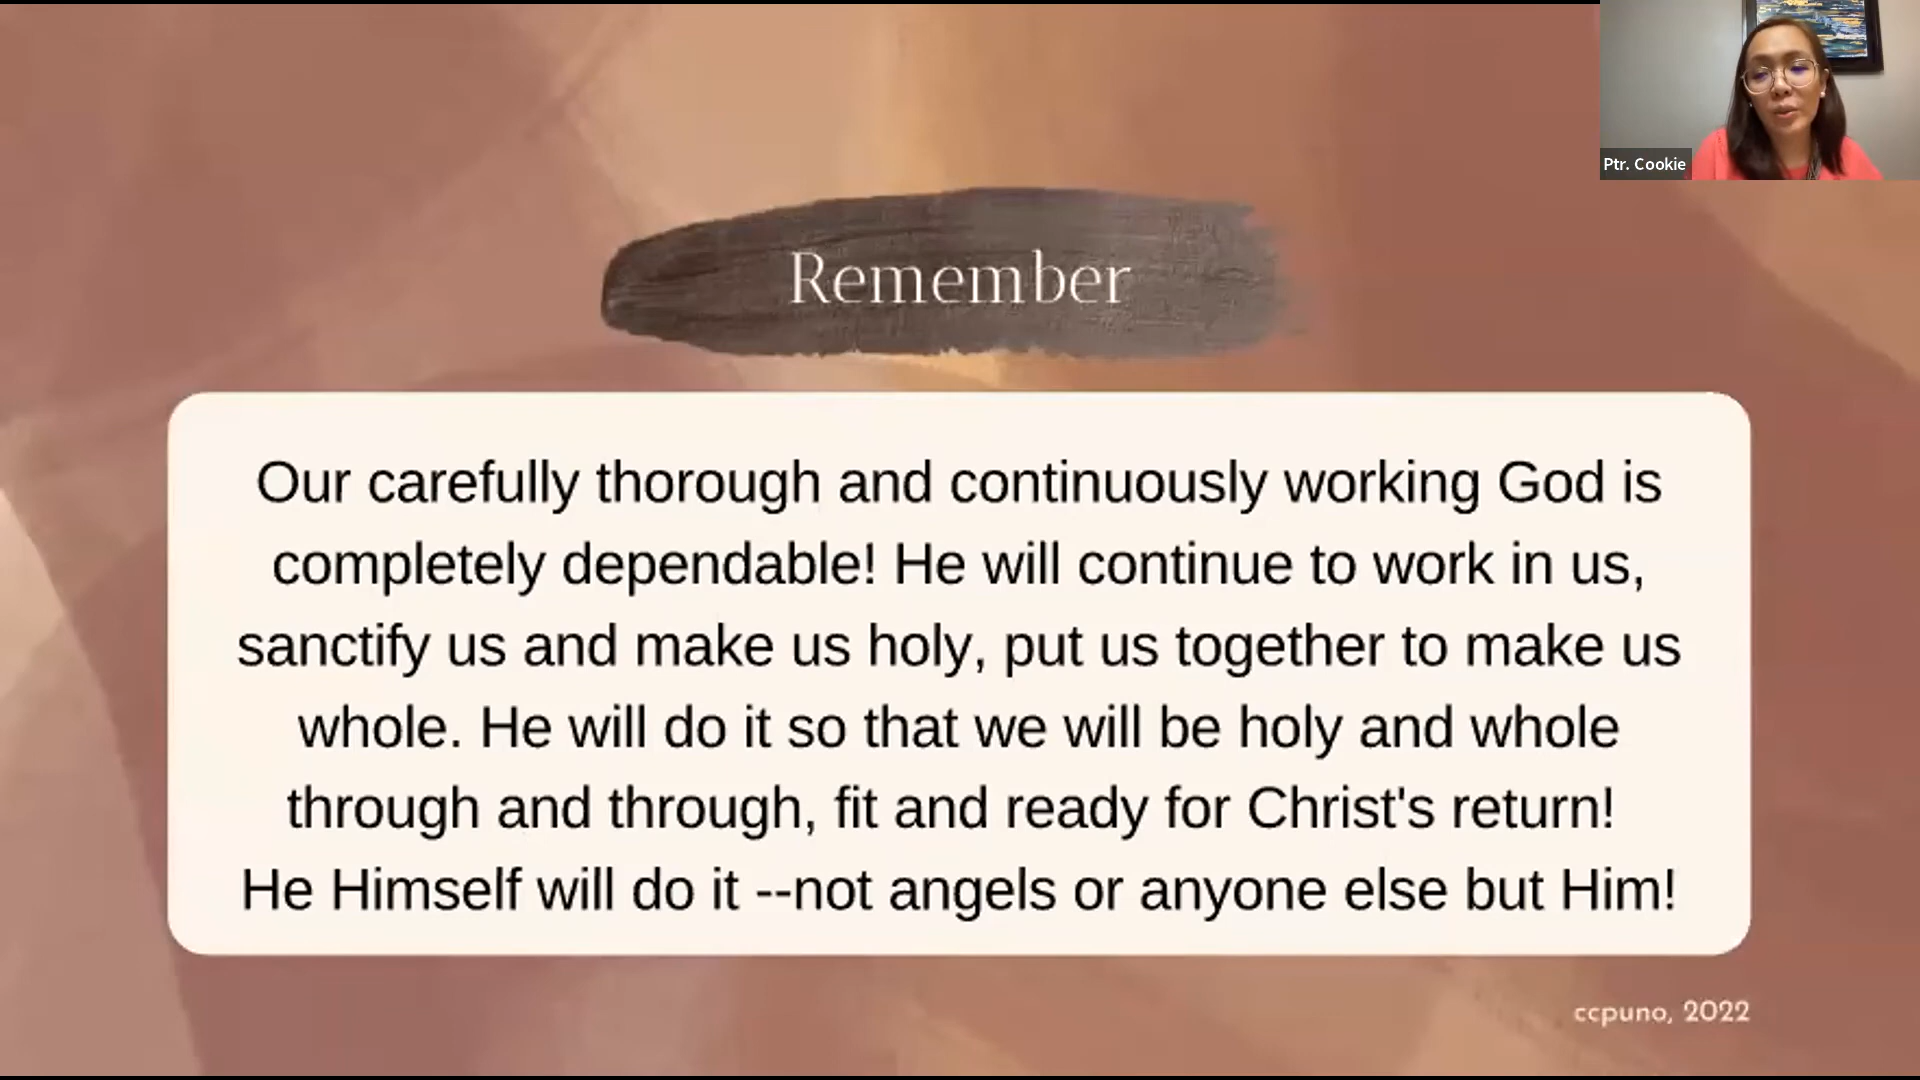 Ptr. Cookie
Remember
Our carefully thorough and continuously working God is
completely dependable! He will continue to work in us,
sanctify us and make us holy, put us together to make us
whole. He will do it so that we will be holy and whole
through and through, fit and ready for Christ's return!
He Himself will do it --not angels or anyone else but Him!
ccpuno, 2022